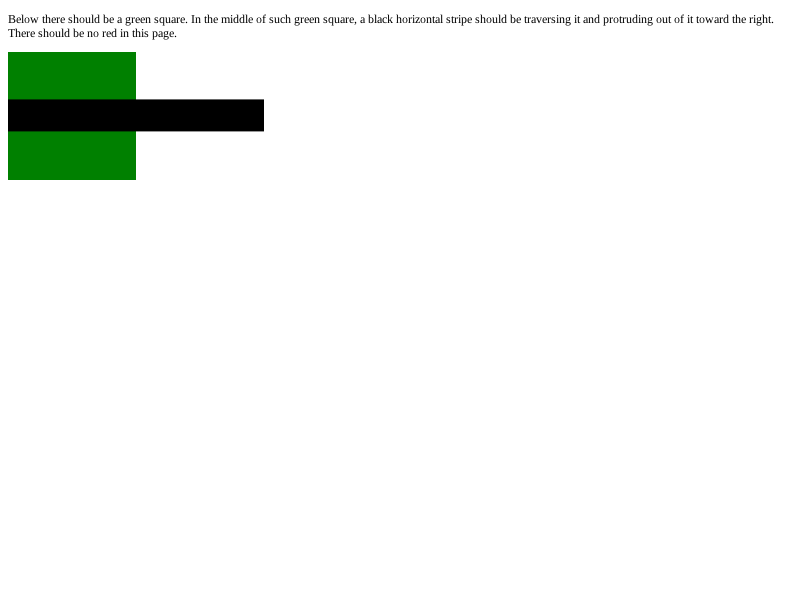 Below there should be a green square. In the middle of such green square, a black horizontal stripe should be traversing it and protruding out of it toward the right.
There should be no red in this page.